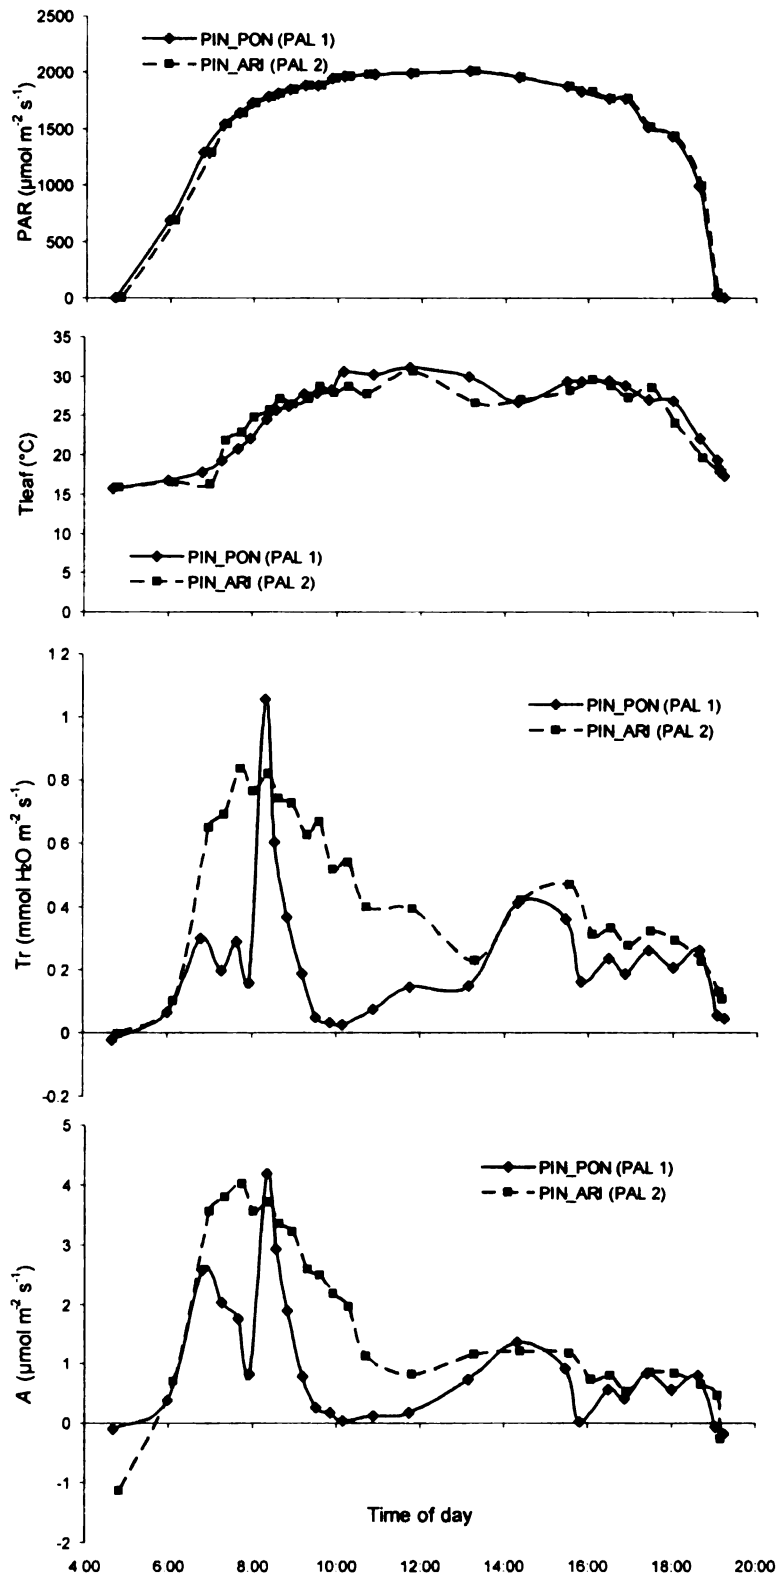 2500
2000
1500
1000
500
0
PAR (µmol m⁻² s⁻¹)
PIN_PON (PAL 1)
PIN_ARI (PAL 2)
35
30
25
20
15
10
5
0
Tleaf (°C)
PIN_PON (PAL 1)
PIN_ARI (PAL 2)
1 2
1
0 8
0 6
0 4
0 2
0
-0.2
Tr (mmol H₂O m⁻² s⁻¹)
PIN_PON (PAL 1)
PIN_ARI (PAL 2)
5
4
3
2
1
0
-1
-2
A (µmol m⁻² s⁻¹)
PIN_PON (PAL 1)
PIN_ARI (PAL 2)
Time of day
4:00 6:00 8:00 10:00 12:00 14:00 16:00 18:00 20:00